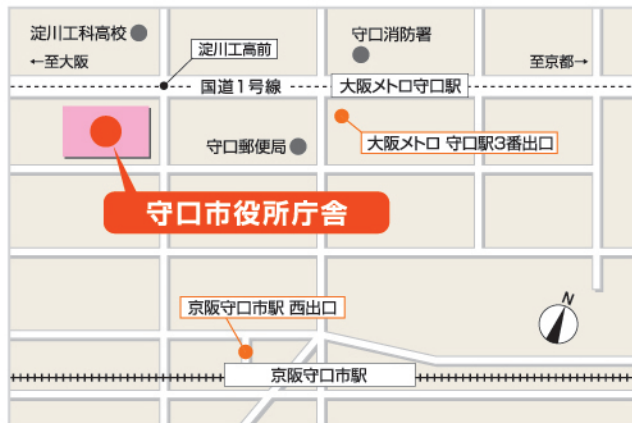 淀川工科高校
←至大阪
淀川工高前
守口消防署
至京都→
国道1号線
大阪メトロ守口駅
守口郵便局
大阪メトロ 守口駅3番出口
守口市役所庁舎
N
京阪守口市駅 西出口
京阪守口市駅